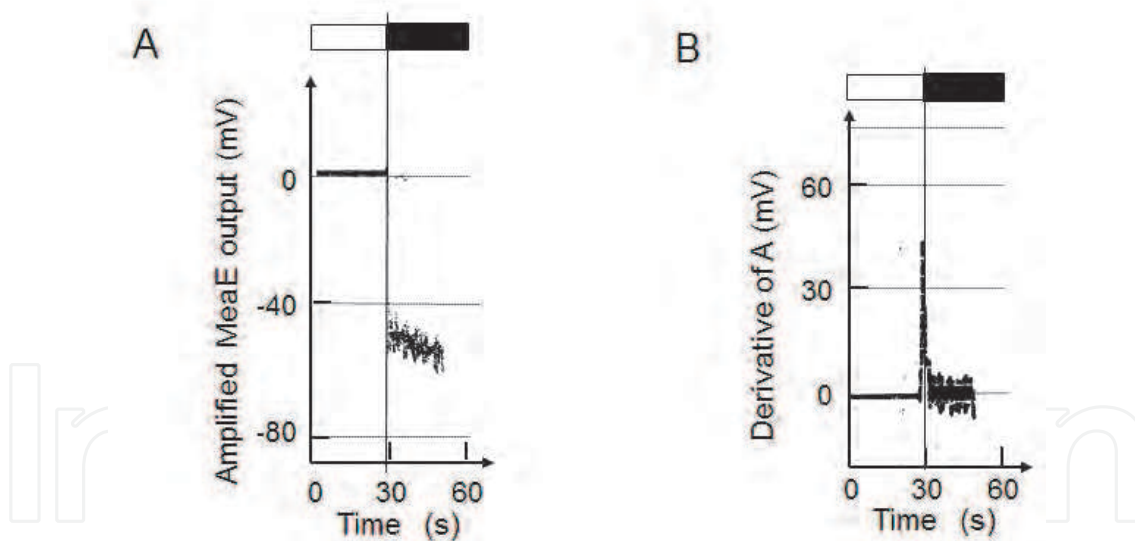 A
Amplified MeaE output (mV)
0
-40
-80
0 30 60
Time (s)
B
Derivative of A (mV)
60
30
0
0 30 60
Time (s)